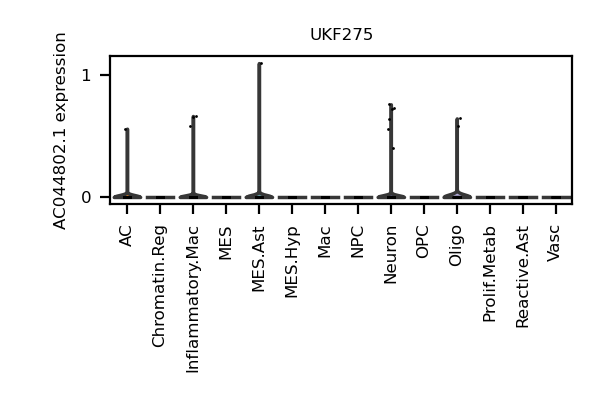 UKF275
AC044802.1 expression
1
0
AC
Chromatin.Reg
Inflammatory.Mac
MES
MES.Ast
MES.Hyp
Mac
NPC
Neuron
OPC
Oligo
Prolif.Metab
Reactive.Ast
Vasc